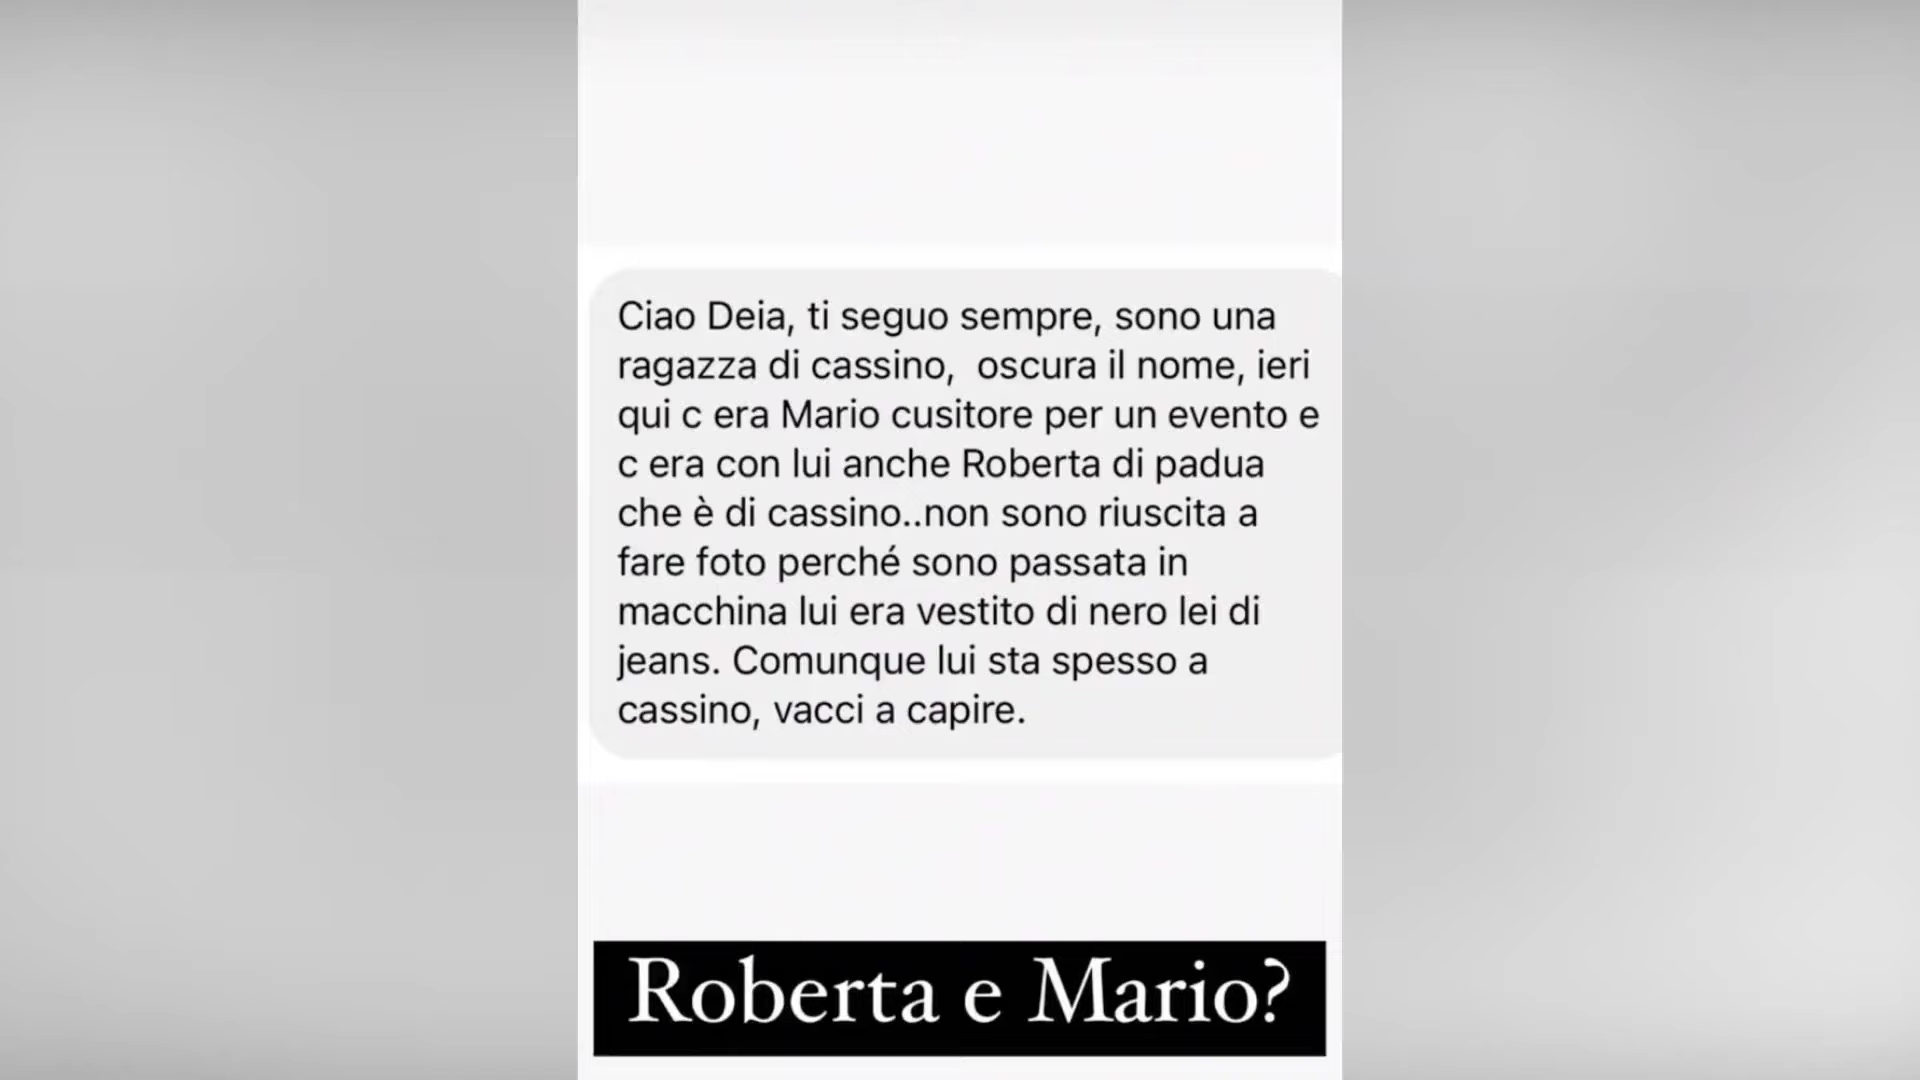 Ciao Deia, ti seguo sempre, sono una
ragazza di cassino,  oscura il nome, ieri
qui c era Mario cusitore per un evento e
c era con lui anche Roberta di padua
che è di cassino..non sono riuscita a
fare foto perché sono passata in
macchina lui era vestito di nero lei di
jeans. Comunque lui sta spesso a
cassino, vacci a capire.
Roberta e Mario?